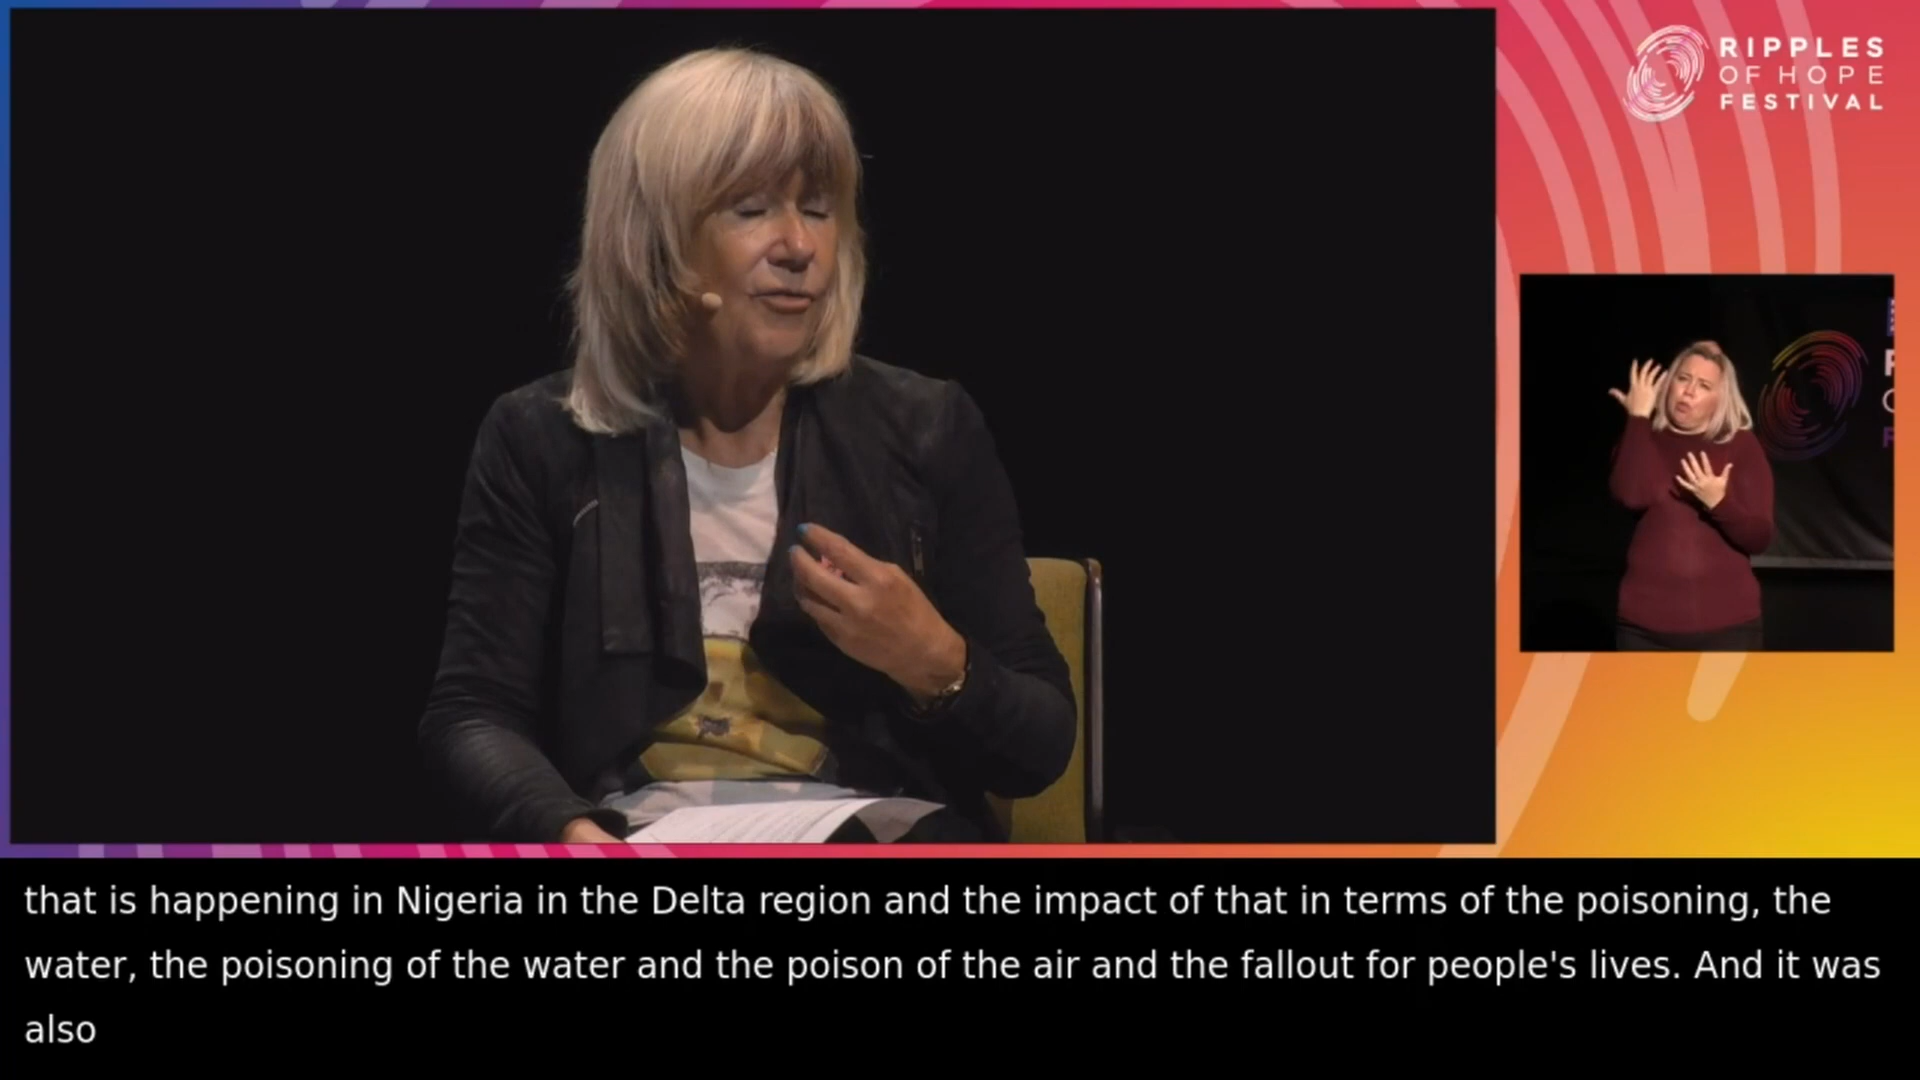 RIPPLES
OF HOPE
FESTIVAL
that is happening in Nigeria in the Delta region and the impact of that in terms of the poisoning, the
water, the poisoning of the water and the poison of the air and the fallout for people's lives. And it was
also